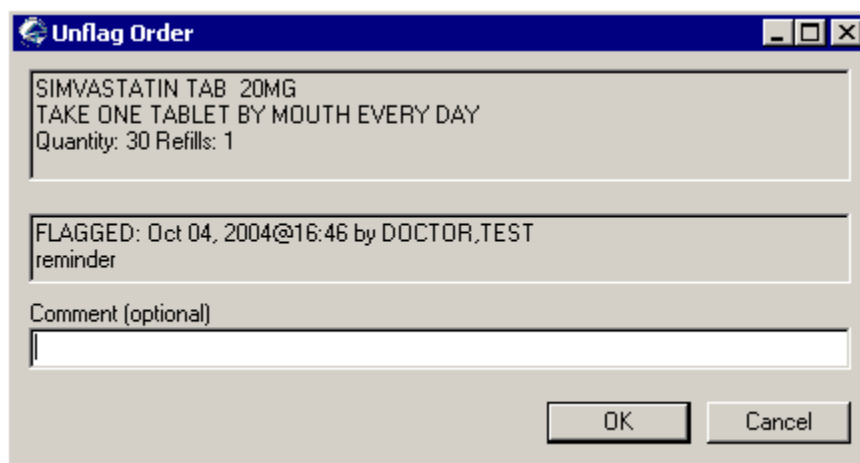 Unflag Order
SIMVASTATIN TAB  20MG
TAKE ONE TABLET BY MOUTH EVERY DAY
Quantity: 30 Refills: 1
FLAGGED: Oct 04, 2004@16:46 by DOCTOR,TEST
reminder
Comment (optional)
OK
Cancel